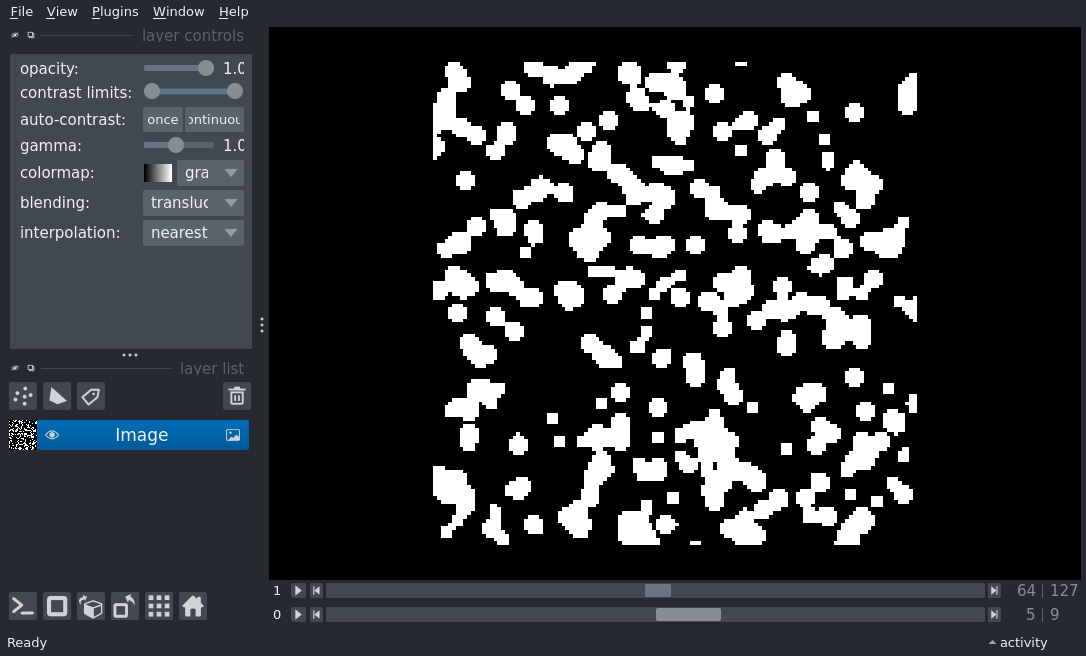 File View Plugins Window Help
layer controls
opacity: 1.0
contrast limits:
auto-contrast: once ontinuou
gamma: 1.0
colormap: gra
blending: transluc
interpolation: nearest
layer list
Image
1 64 | 127
0 5 | 9
Ready activity